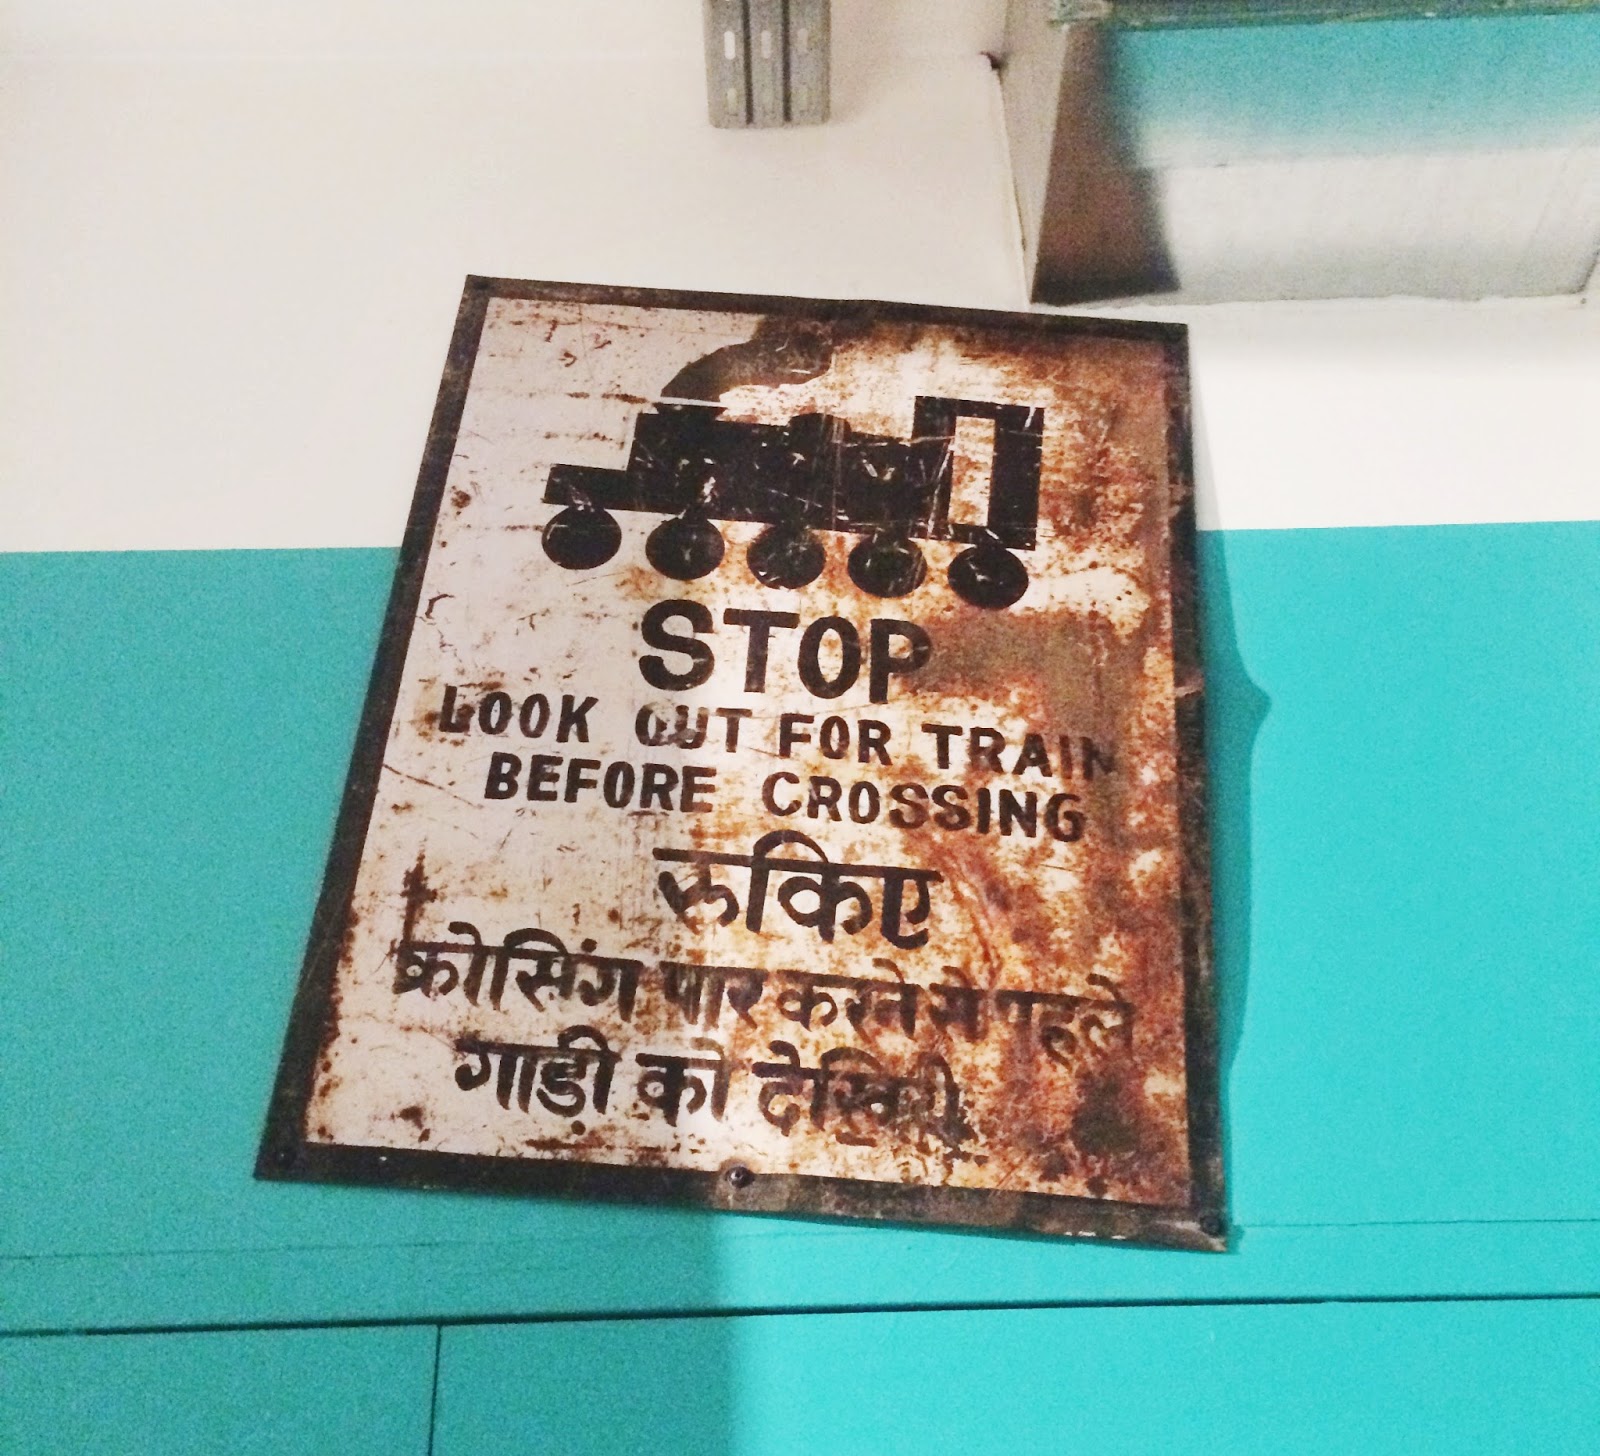 STOP
LOOK OUT FOR TRAIN
BEFORE CROSSING
रुकिए
क्रोसिंग पार करने से पहले
गाड़ी को